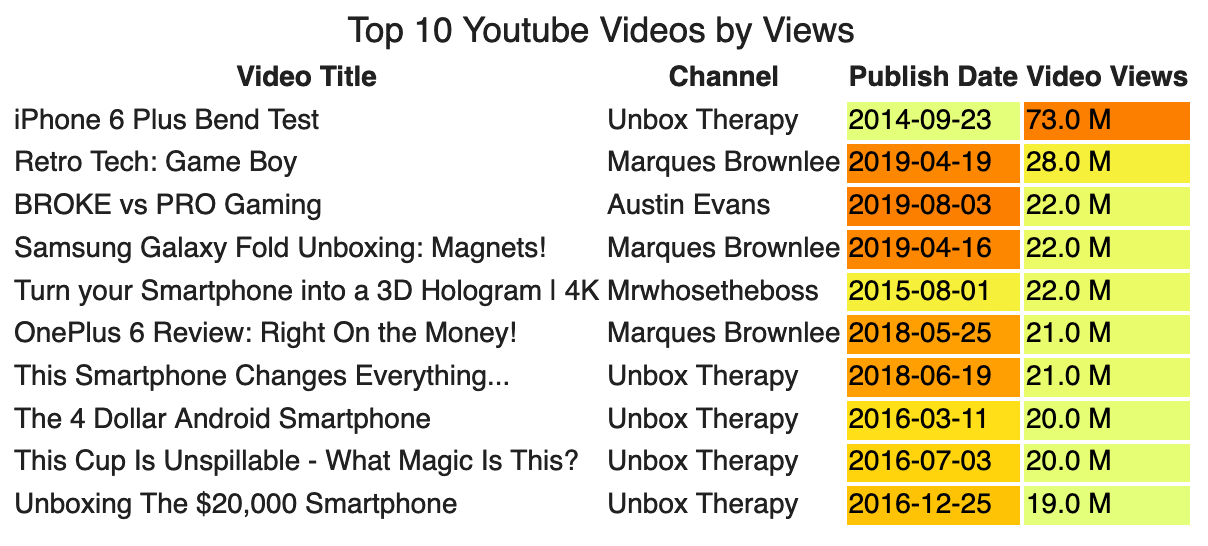 Top 10 Youtube Videos by Views
Video Title Channel Publish Date Video Views
iPhone 6 Plus Bend Test Unbox Therapy 2014-09-23 73.0 M
Retro Tech: Game Boy Marques Brownlee 2019-04-19 28.0 M
BROKE vs PRO Gaming Austin Evans 2019-08-03 22.0 M
Samsung Galaxy Fold Unboxing: Magnets! Marques Brownlee 2019-04-16 22.0 M
Turn your Smartphone into a 3D Hologram | 4K Mrwhosetheboss 2015-08-01 22.0 M
OnePlus 6 Review: Right On the Money! Marques Brownlee 2018-05-25 21.0 M
This Smartphone Changes Everything... Unbox Therapy 2018-06-19 21.0 M
The 4 Dollar Android Smartphone Unbox Therapy 2016-03-11 20.0 M
This Cup Is Unspillable - What Magic Is This? Unbox Therapy 2016-07-03 20.0 M
Unboxing The $20,000 Smartphone Unbox Therapy 2016-12-25 19.0 M